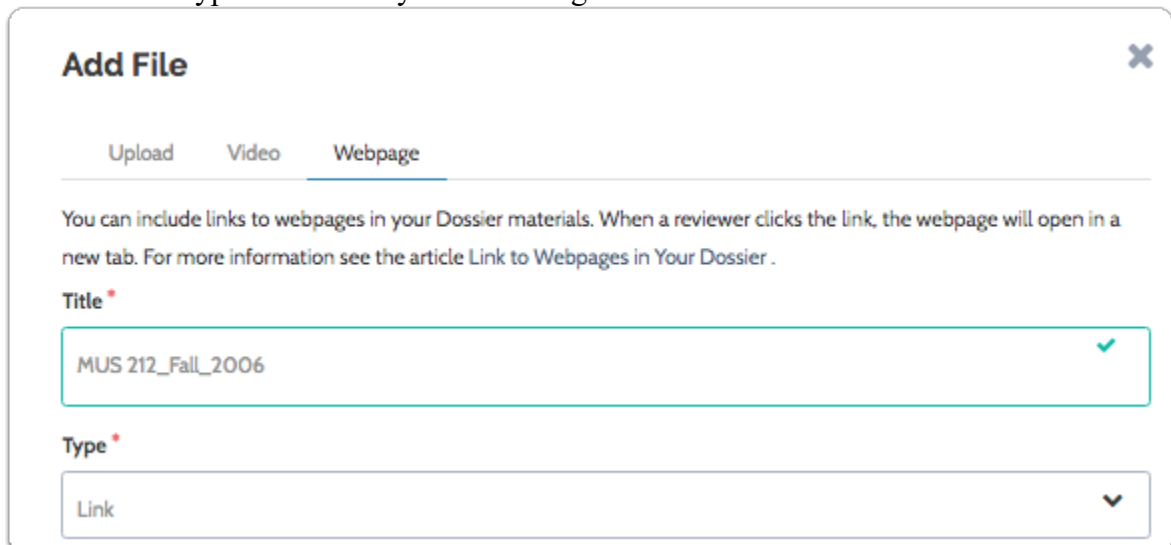 Add File
Upload Video Webpage
You can include links to webpages in your Dossier materials. When a reviewer clicks the link, the webpage will open in a
new tab. For more information see the article Link to Webpages in Your Dossier .
Title *
MUS 212_Fall_2006
Type *
Link